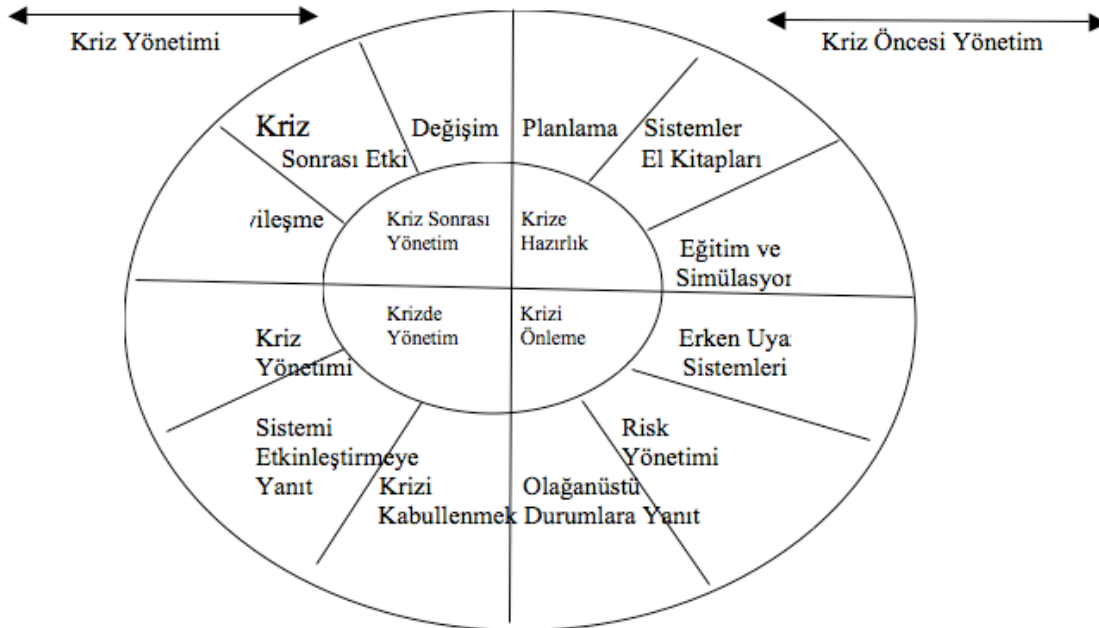 Kriz Yönetimi
Kriz Öncesi Yönetim
Kriz
Sonrası Etki
Değişim
Planlama
Sistemler
El Kitapları
Kriz Sonrası
Yönetim
Krize
Hazırlık
Eğitim ve
Krizde
Yönetim
Krizi
Önleme
Kriz
Yönetimi
Erken
Sistemleri
Sistemi
Etkinleştirmeye
Yanıt
Risk
Yönetimi
Krizi
Kabullenmek
Olağanüstü
Durumlara Yanıt